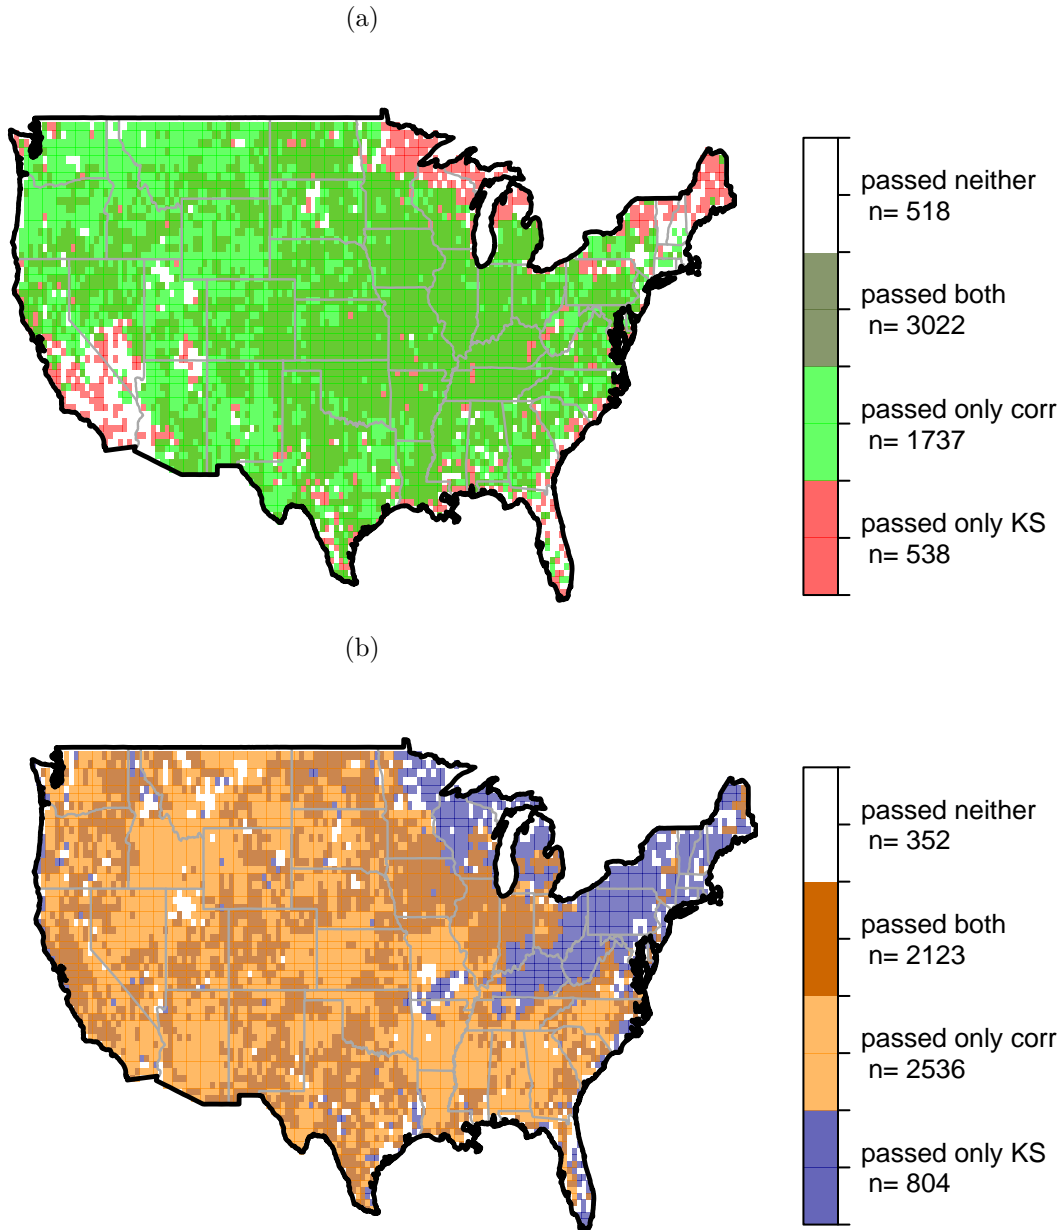 (a)
passed neither
n= 518
passed both
n= 3022
passed only corr
n= 1737
passed only KS
n= 538
(b)
passed neither
n= 352
passed both
n= 2123
passed only corr
n= 2536
passed only KS
n= 804